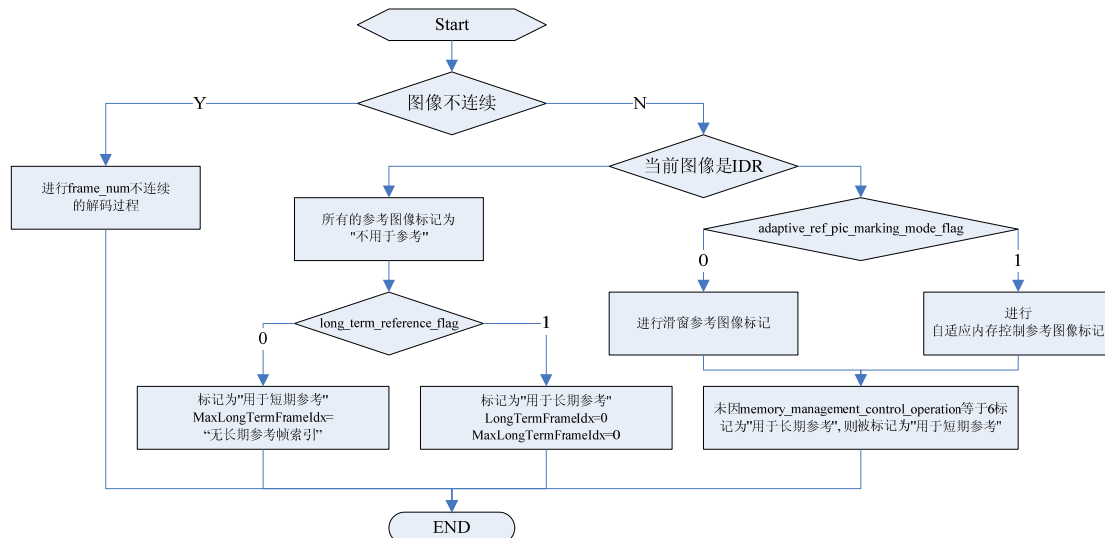 Start
图像不连续
Y
N
当前图像是IDR
进行frame_num不连续
的解码过程
所有的参考图像标记为
"不用于参考"
adaptive_ref_pic_marking_mode_flag
0
1
long_term_reference_flag
0
1
进行滑窗参考图像标记
进行
自适应内存控制参考图像标记
标记为"用于短期参考"
MaxLongTermFrameIdx=
“无长期参考帧索引”
标记为"用于长期参考"
LongTermFrameIdx=0
MaxLongTermFrameIdx=0
未因memory_management_control_operation等于6标
记为"用于长期参考", 则被标记为"用于短期参考"
END